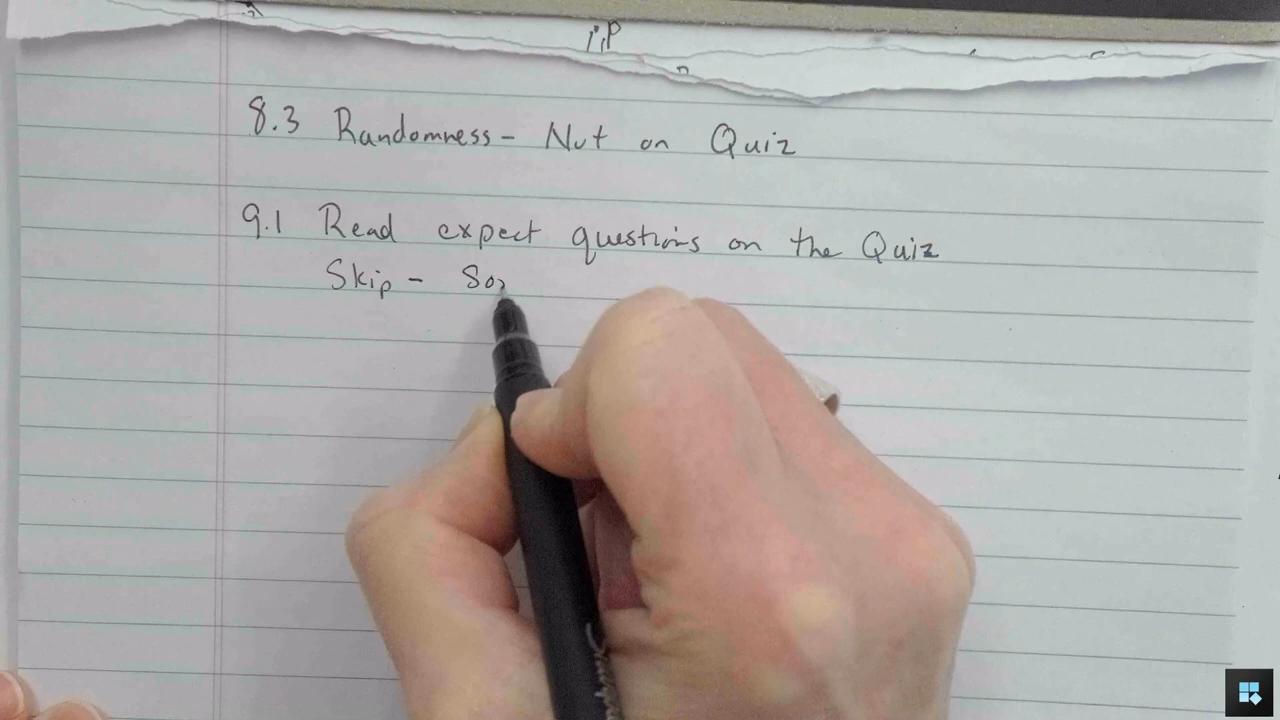 8.3 Randomness - Not on Quiz
9.1 Read expect questions on the Quiz
Skip -